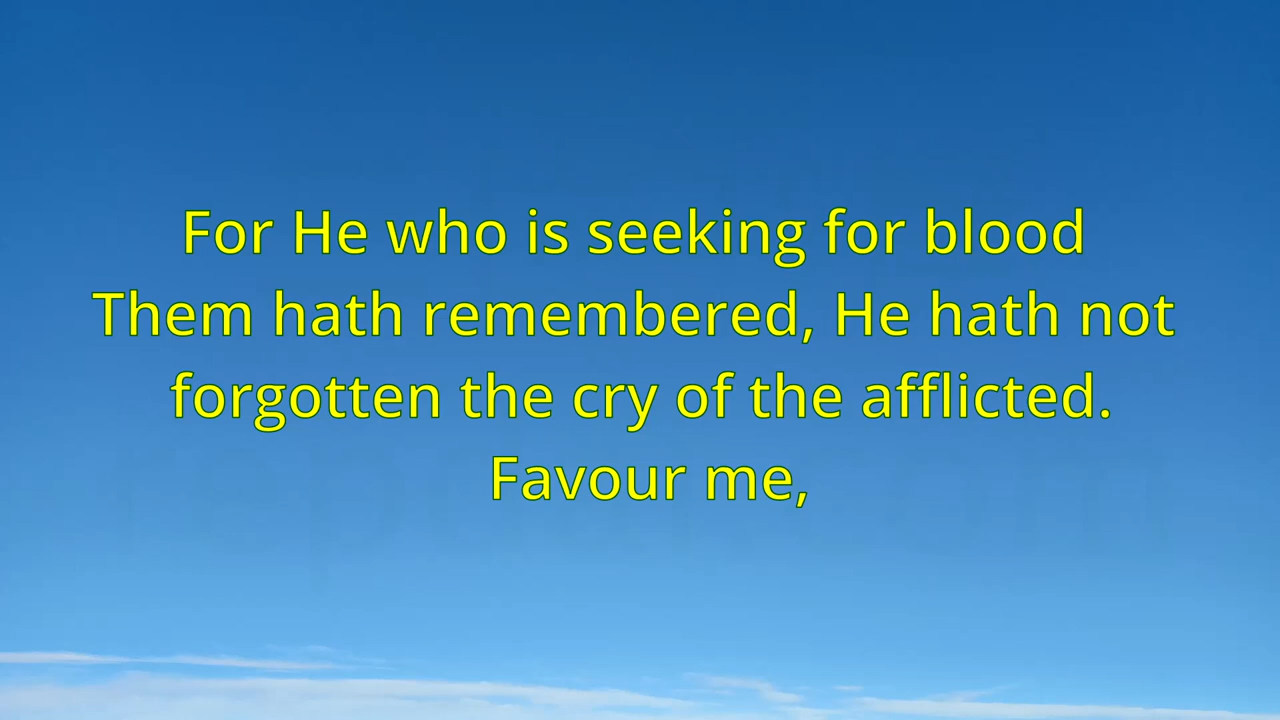 For He who is seeking for blood
Them hath remembered, He hath not
forgotten the cry of the afflicted.
Favour me,